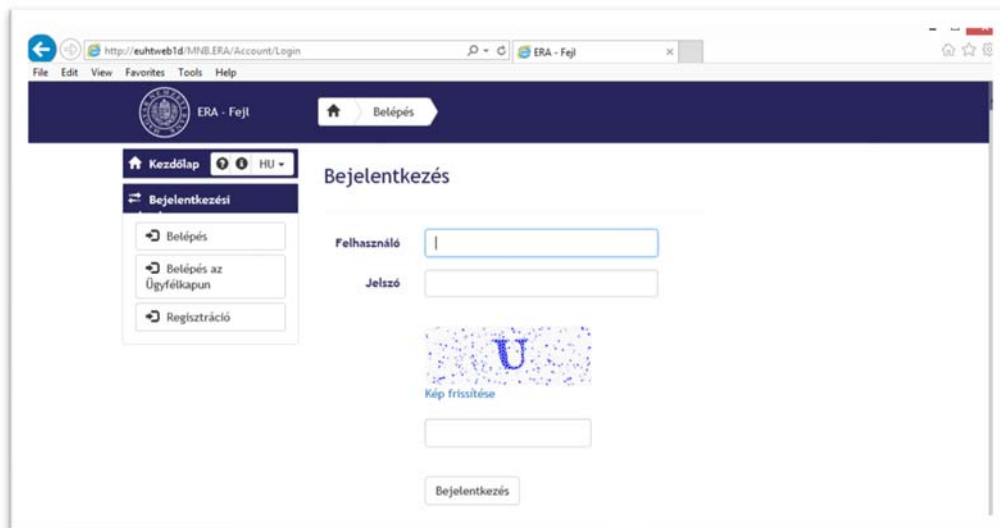 http://euhtweb1d/MNB.ERA/Account/Login
ERA - Fejl
File Edit View Favorites Tools Help
ERA - Fejl
Belépés
Kezdőlap HU
Bejelentkezés
Bejelentkezési
Belépés
Belépés az
Ügyfélkapun
Regisztráció
Felhasználó
Jelszó
U
Kép frissítése
Bejelentkezés